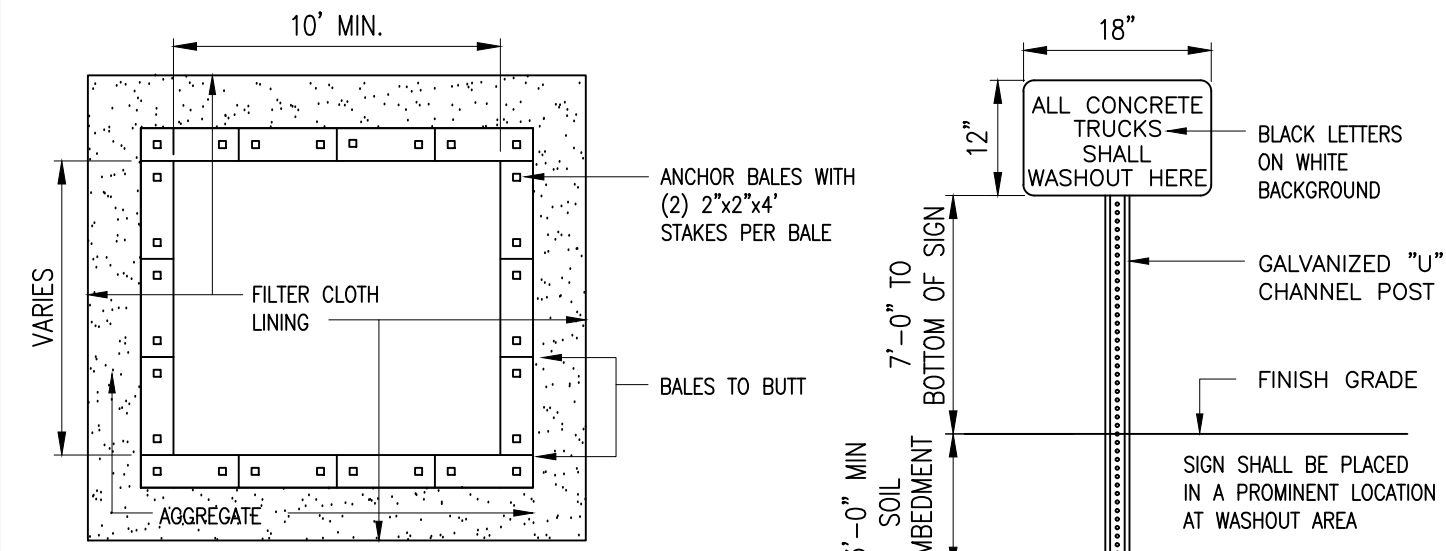 10' MIN.
VARIES
FILTER CLOTH
LINING
AGGREGATE
ANCHOR BALES WITH
(2) 2"x2"x4'
STAKES PER BALE
BALES TO BUTT
18"
12"
ALL CONCRETE
TRUCKS
SHALL
WASHOUT HERE
BLACK LETTERS
ON WHITE
BACKGROUND
7'-0" TO
BOTTOM OF SIGN
GALVANIZED "U"
CHANNEL POST
FINISH GRADE
-0" MIN
SOIL
SIGN SHALL BE PLACED
IN A PROMINENT LOCATION
AT WASHOUT AREA